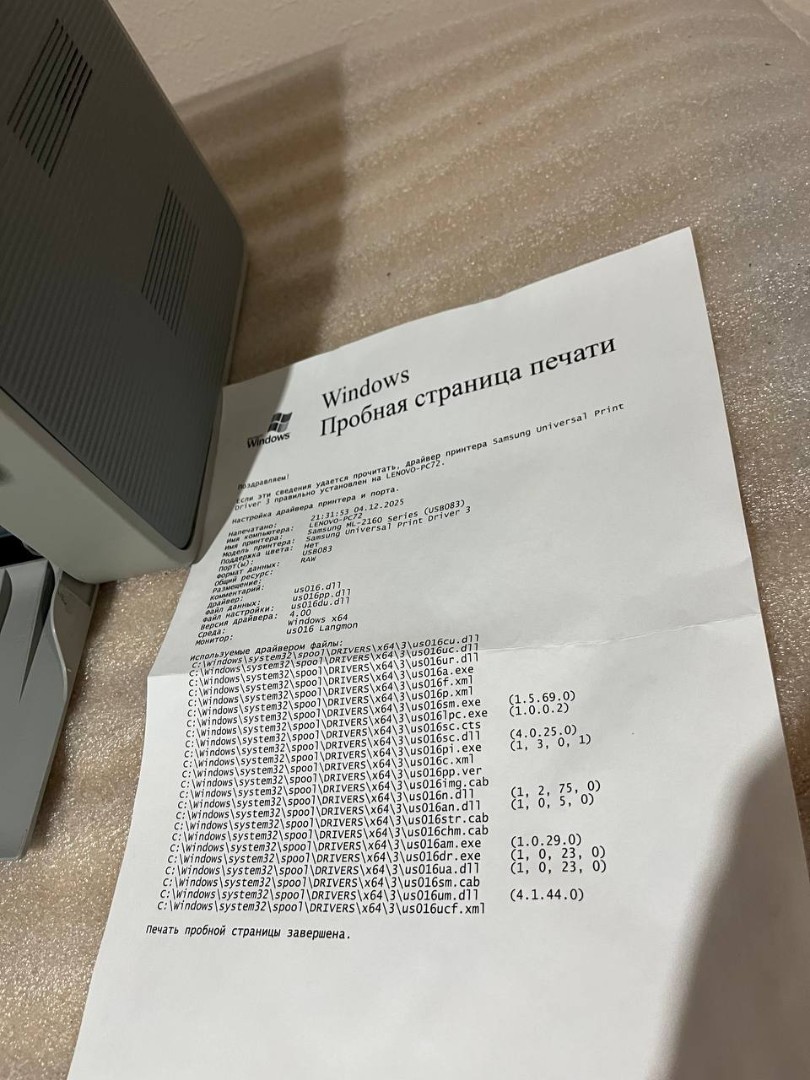 Windows
Windows
Пробная страница печати
Поздравляем!
Если эти сведения удается прочитать, драйвер принтера Samsung Universal Print
Driver 3 правильно установлен на LENOVO-PC72.
Настройка драйвера принтера и порта.
Напечатано: 21:31:53 04.12.2025
Имя компьютера: LENOVO-PC72
Имя принтера: Samsung ML-2160 Series (USB083)
Модель принтера: Samsung Universal Print Driver 3
Поддержка цвета: Нет
Порт(ы): USB083
Формат данных: RAW
Общий ресурс:
Размещение:
Комментарий:
Драйвер: us016.dll
Файл данных: us016pp.dll
Файл настройки: us016du.dll
Версия драйвера: 4.00
Среда: Windows x64
Монитор: us016 Langmon
Используемые драйвером файлы:
C:\Windows\system32\spool\DRIVERS\x64\3\us016cu.dll
C:\Windows\system32\spool\DRIVERS\x64\3\us016uc.dll
C:\Windows\system32\spool\DRIVERS\x64\3\us016ur.dll
C:\Windows\system32\spool\DRIVERS\x64\3\us016a.exe
C:\Windows\system32\spool\DRIVERS\x64\3\us016f.xml
C:\Windows\system32\spool\DRIVERS\x64\3\us016p.xml
C:\Windows\system32\spool\DRIVERS\x64\3\us016sm.exe (1.5.69.0)
C:\Windows\system32\spool\DRIVERS\x64\3\us016lpc.exe (1.0.0.2)
C:\Windows\system32\spool\DRIVERS\x64\3\us016sc.cts
C:\Windows\system32\spool\DRIVERS\x64\3\us016sc.dll (4.0.25.0)
C:\Windows\system32\spool\DRIVERS\x64\3\us016pi.exe (1, 3, 0, 1)
C:\Windows\system32\spool\DRIVERS\x64\3\us016c.xml
C:\Windows\system32\spool\DRIVERS\x64\3\us016pp.ver
C:\Windows\system32\spool\DRIVERS\x64\3\us016img.cab
C:\Windows\system32\spool\DRIVERS\x64\3\us016n.dll (1, 2, 75, 0)
C:\Windows\system32\spool\DRIVERS\x64\3\us016an.dll (1, 0, 5, 0)
C:\Windows\system32\spool\DRIVERS\x64\3\us016str.cab
C:\Windows\system32\spool\DRIVERS\x64\3\us016chm.cab
C:\Windows\system32\spool\DRIVERS\x64\3\us016am.exe (1.0.29.0)
C:\Windows\system32\spool\DRIVERS\x64\3\us016dr.exe (1, 0, 23, 0)
C:\Windows\system32\spool\DRIVERS\x64\3\us016ua.dll (1, 0, 23, 0)
C:\Windows\system32\spool\DRIVERS\x64\3\us016sm.cab
C:\Windows\system32\spool\DRIVERS\x64\3\us016um.dll (4.1.44.0)
C:\Windows\system32\spool\DRIVERS\x64\3\us016ucf.xml
Печать пробной страницы завершена.